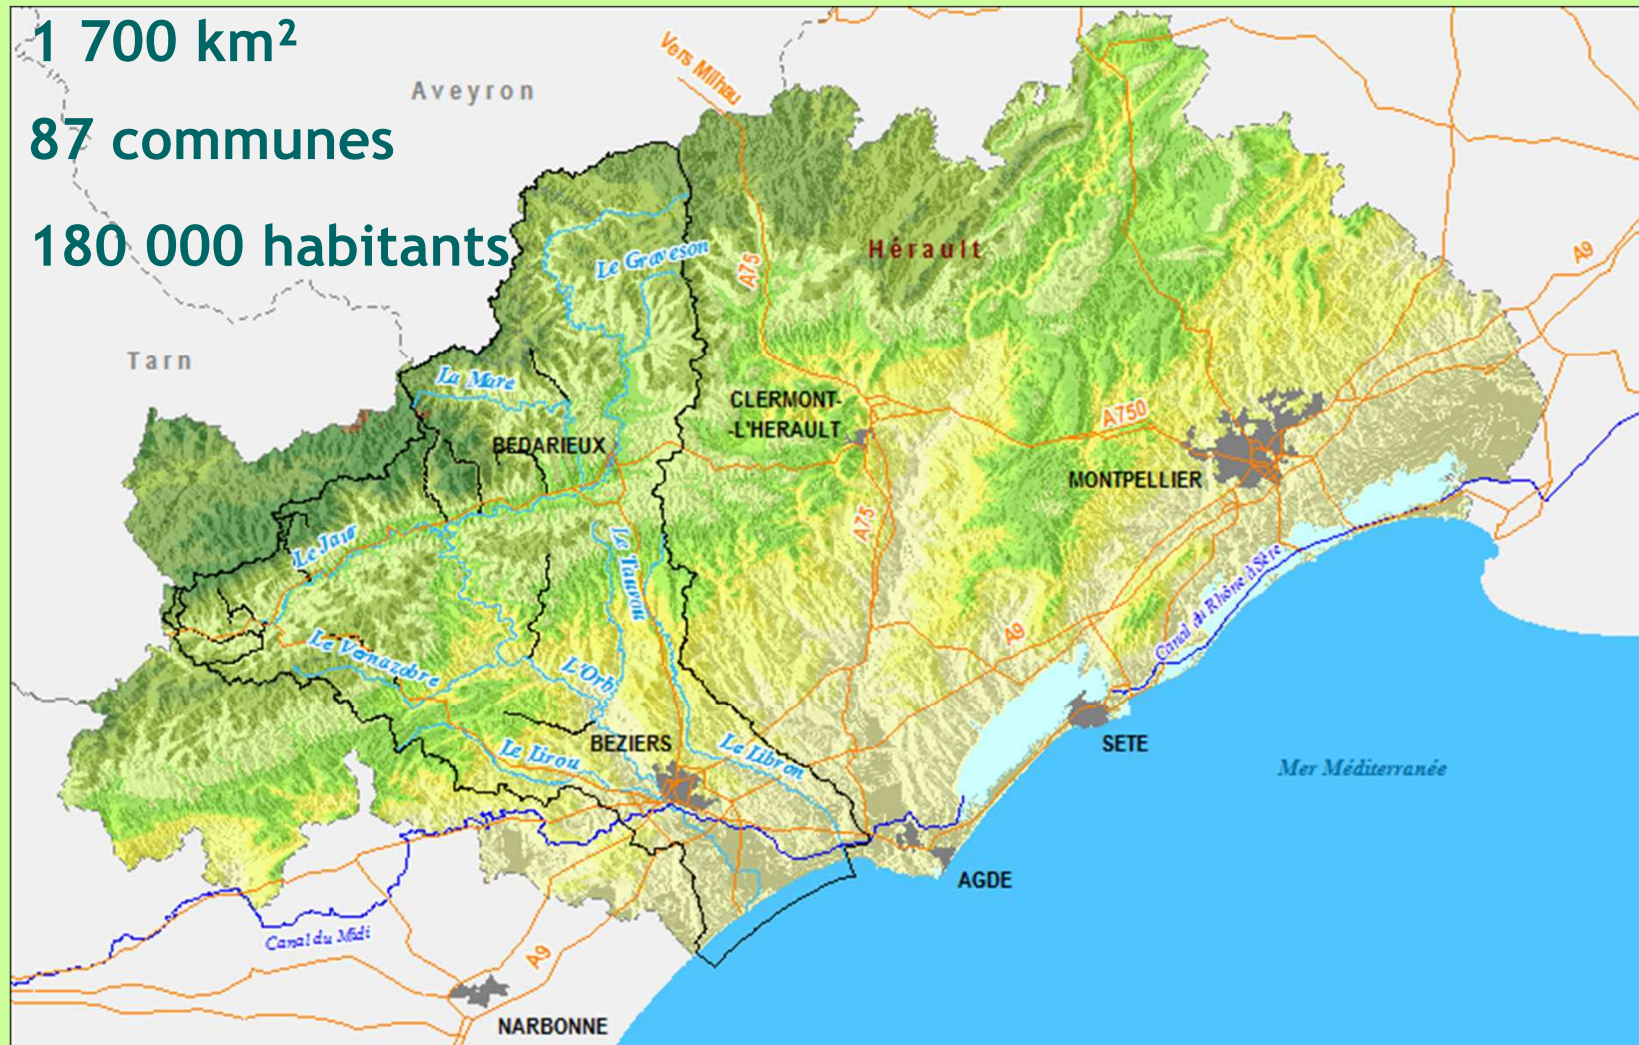 1 700 km²
87 communes
180 000 habitants
Aveyron
Vers Milhau
Tarn
Hérault
A75
A9
Le Graveson
La Mare
BEDARIEUX
CLERMONT-
-L'HERAULT
A750
MONTPELLIER
Le Jaur
Le Taurou
A75
A9
Canal du Rhône à Sète
Le Vernazobre
L'Orb
Le Lirou
BEZIERS
Le Libron
SETE
Mer Méditerranée
AGDE
Canal du Midi
A9
NARBONNE